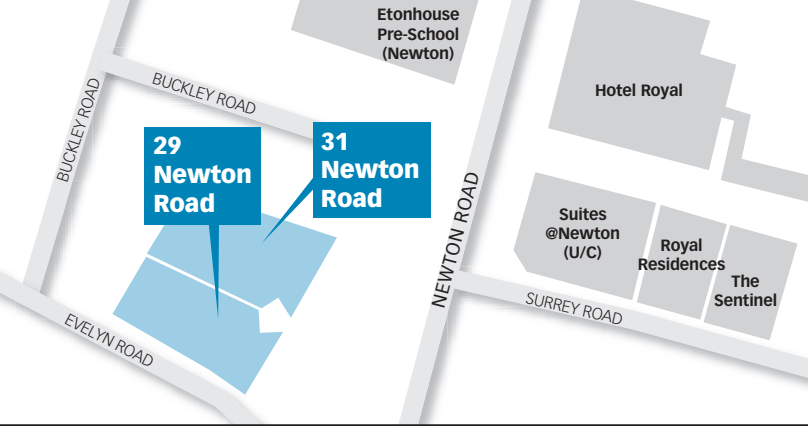 Etonhouse
Pre-School
(Newton)
Hotel Royal
BUCKLEY ROAD
BUCKLEY ROAD
29
Newton
Road
31
Newton
Road
NEWTON ROAD
Suites
@Newton
(U/C)
Royal
Residences
The
Sentinel
SURREY ROAD
EVELYN ROAD